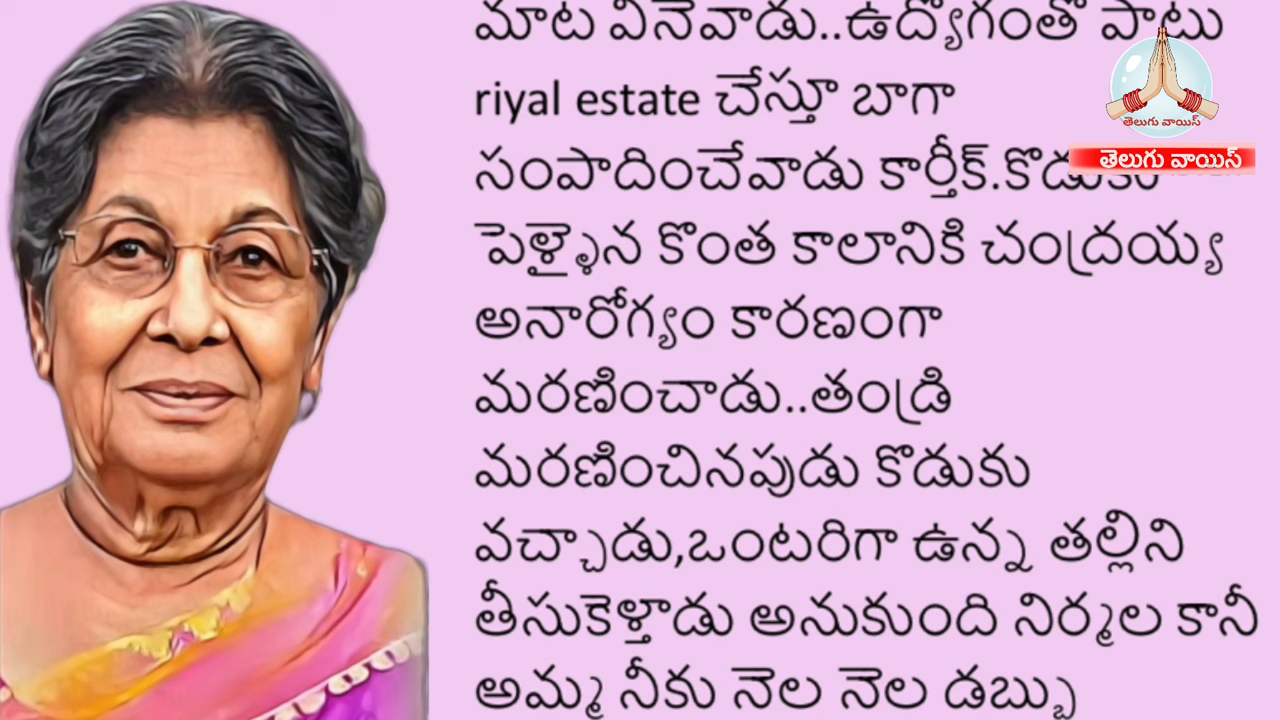 మాట వినేవాడు..ఉద్యోగంతో పాటు
riyal estate చేస్తూ బాగా
సంపాదించేవాడు కార్తీక్.కొడుకు
పెళ్ళైన కొంత కాలానికి చంద్రయ్య
అనారోగ్యం కారణంగా
మరణించాడు..తండ్రి
మరణించినపుడు కొడుకు
వచ్చాడు,ఒంటరిగా ఉన్న తల్లిని
తీసుకెళ్తాడు అనుకుంది నిర్మల కానీ
అమ్మ నీకు నెల నెల డబ్బు
తెలుగు వాయిస్
తెలుగు వాయిస్